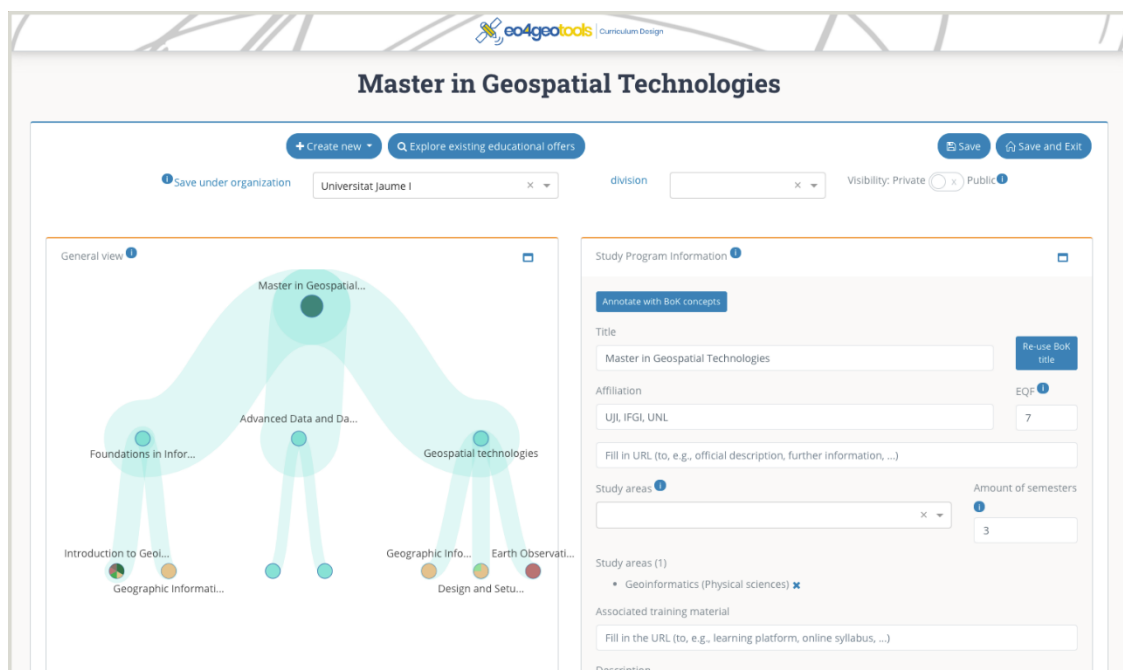 eo4geotools Curriculum Design
Master in Geospatial Technologies
Create new
Explore existing educational offers
Save
Save and Exit
Save under organization
Universitat Jaume I
division
Visibility: Private
Public
General view
Master in Geospatial...
Advanced Data and Da...
Foundations in Infor...
Geospatial technologies
Introduction to Geoi...
Geographic Info...
Earth Observati...
Geographic Informati...
Design and Setu...
Study Program Information
Annotate with BoK concepts
Title
Master in Geospatial Technologies
Re-use BoK
title
Affiliation
EQF
UJI, IFGI, UNL
7
Fill in URL (to, e.g., official description, further information, ...)
Study areas
Amount of semesters
3
Study areas (1)
• Geoinformatics (Physical sciences)
Associated training material
Fill in the URL (to, e.g., learning platform, online syllabus, ...)
Description